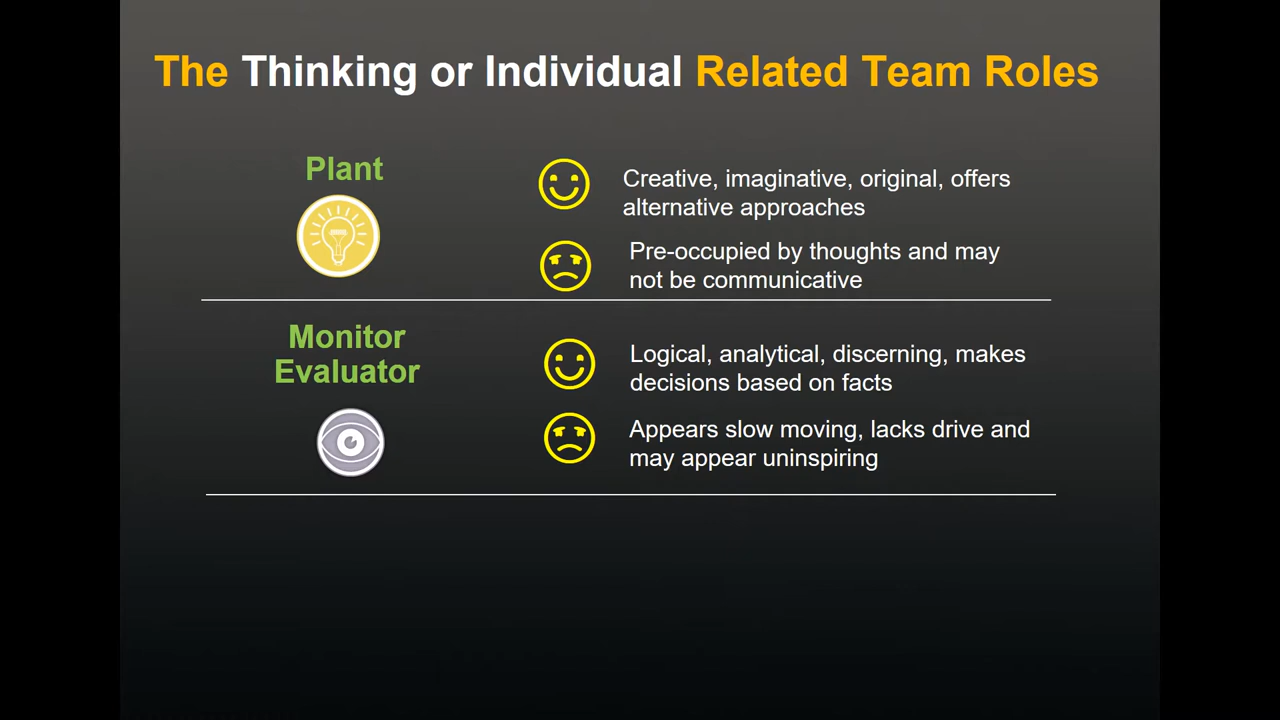 The Thinking or Individual Related Team Roles
Plant
Creative, imaginative, original, offers
alternative approaches
Pre-occupied by thoughts and may
not be communicative
Monitor
Evaluator
Logical, analytical, discerning, makes
decisions based on facts
Appears slow moving, lacks drive and
may appear uninspiring